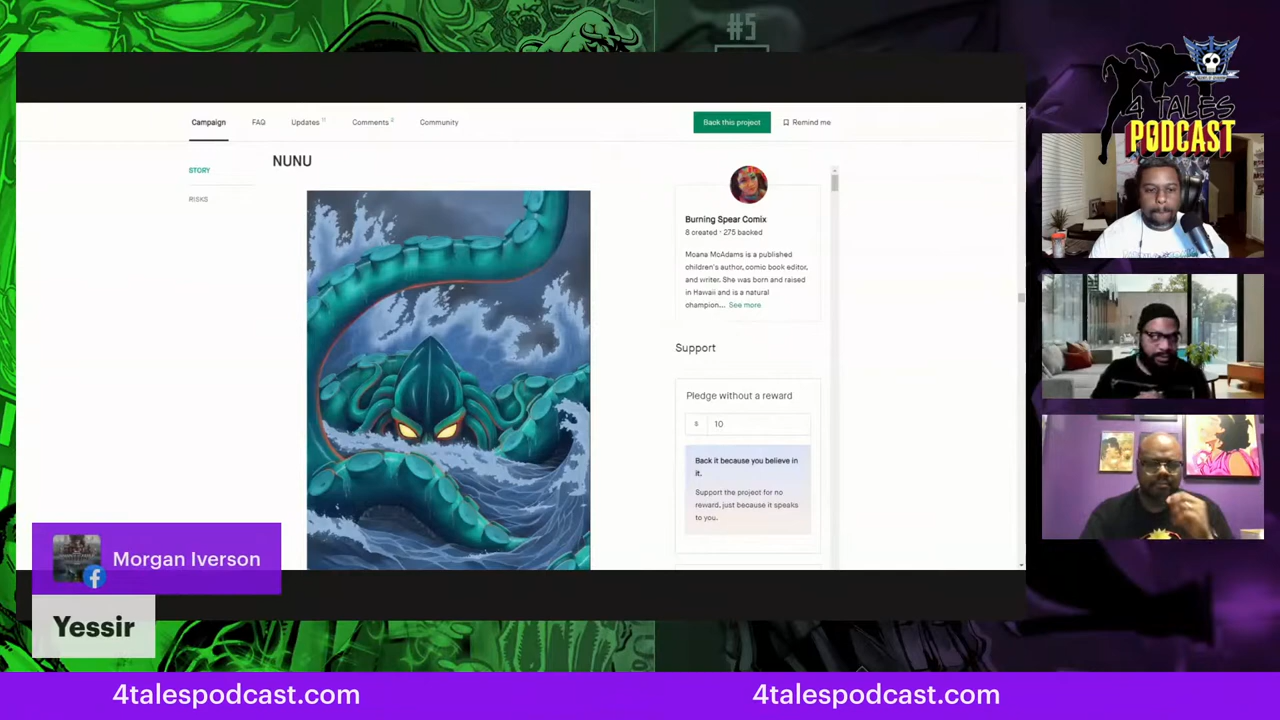 #5
4 TALES
PODCAST
Campaign
FAQ
Updates 11
Comments 2
Community
Back this project
Remind me
STORY
RISKS
NUNU
Burning Spear Comix
8 created · 275 backed
Moana McAdams is a published
children's author, comic book editor,
and writer. She was born and raised
in Hawaii and is a natural
champion... See more
Support
Pledge without a reward
$ 10
Back it because you believe in
it.
Support the project for no
reward, just because it speaks
to you.
Morgan Iverson
Yessir
4talespodcast.com
4talespodcast.com